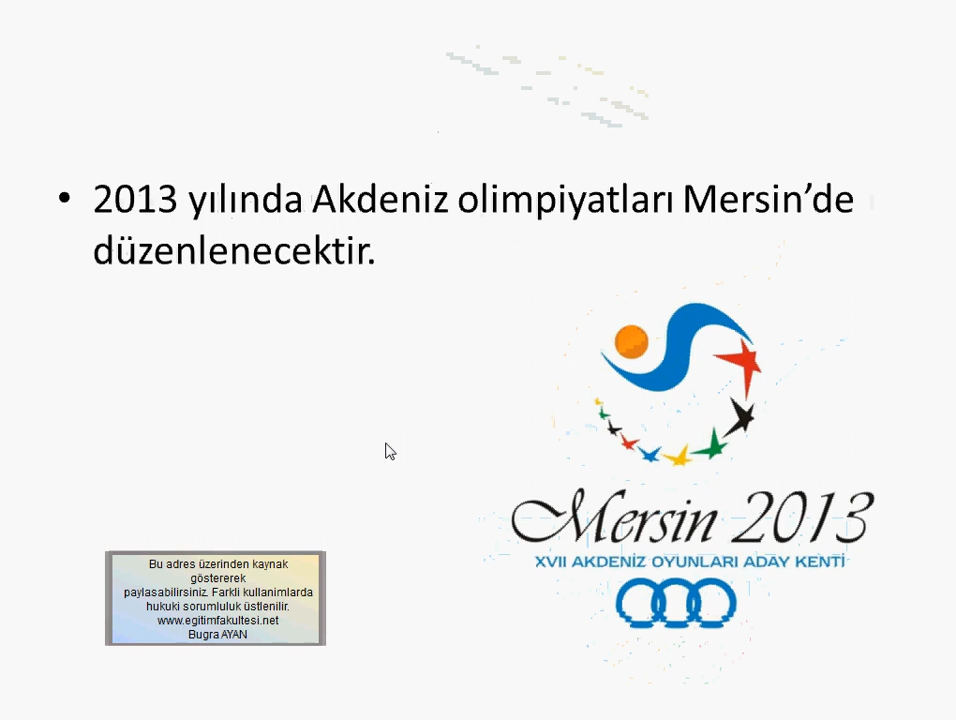 • 2013 yılında Akdeniz olimpiyatları Mersin’de
düzenlenecektir.
Mersin 2013
XVII AKDENİZ OYUNLARI ADAY KENTİ
Bu adres üzerinden kaynak
göstererek
paylasabilirsiniz. Farkli kullanimlarda
hukuki sorumluluk üstlenilir.
www.egitimfakultesi.net
Bugra AYAN